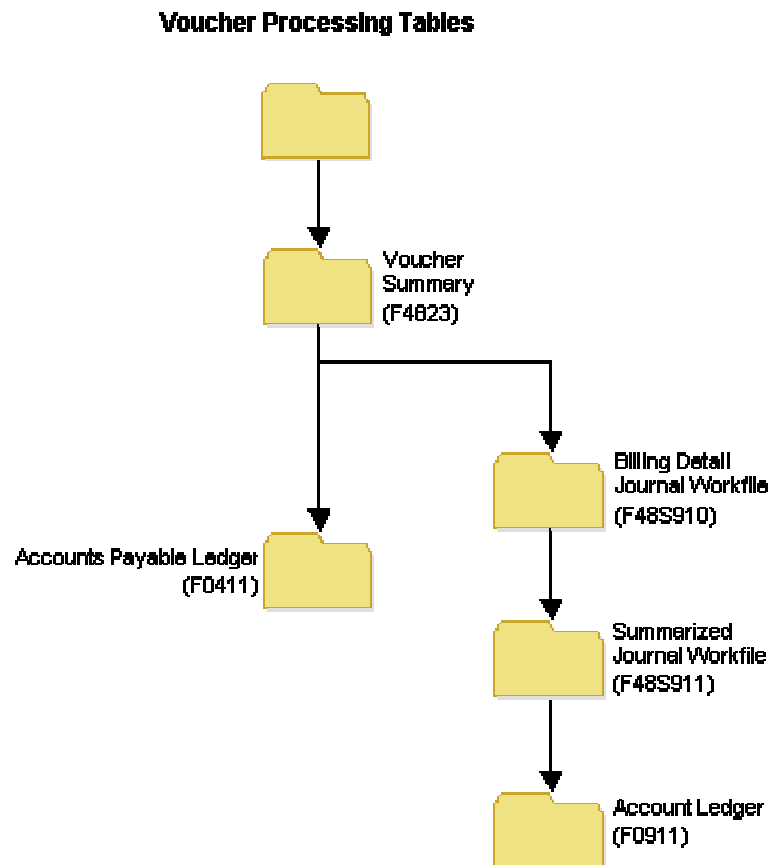 Voucher Processing Tables
Voucher
Summary
(F4823)
Billing Detail
Journal Workfile
(F48S910)
Accounts Payable Ledger
(F0411)
Summarized
Journal Workfile
(F48S911)
Account Ledger
(F0911)